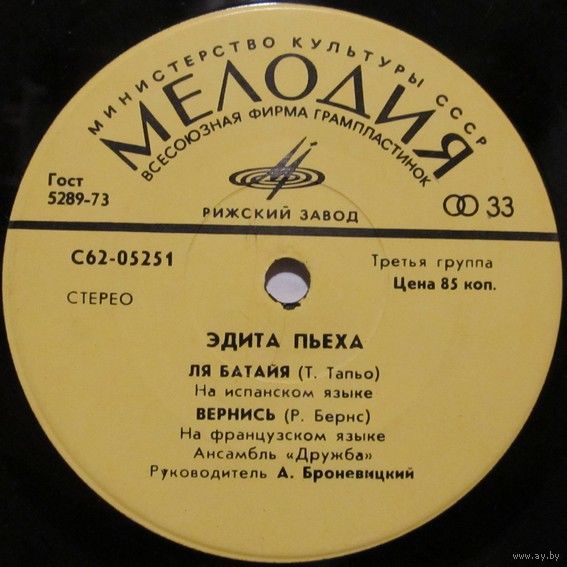 МИНИСТЕРСТВО КУЛЬТУРЫ СССР
МЕЛОДИЯ
ВСЕСОЮЗНАЯ ФИРМА ГРАМПЛАСТИНОК
Гост
5289-73
РИЖСКИЙ ЗАВОД
33
С62-05251
Третья группа
Цена 85 коп.
СТЕРЕО
ЭДИТА ПЬЕХА
ЛЯ БАТАЙЯ (Т. Тапьо)
На испанском языке
ВЕРНИСЬ (Р. Бернс)
На французском языке
Ансамбль «Дружба»
Руководитель А. Броневицкий
www.ay.by